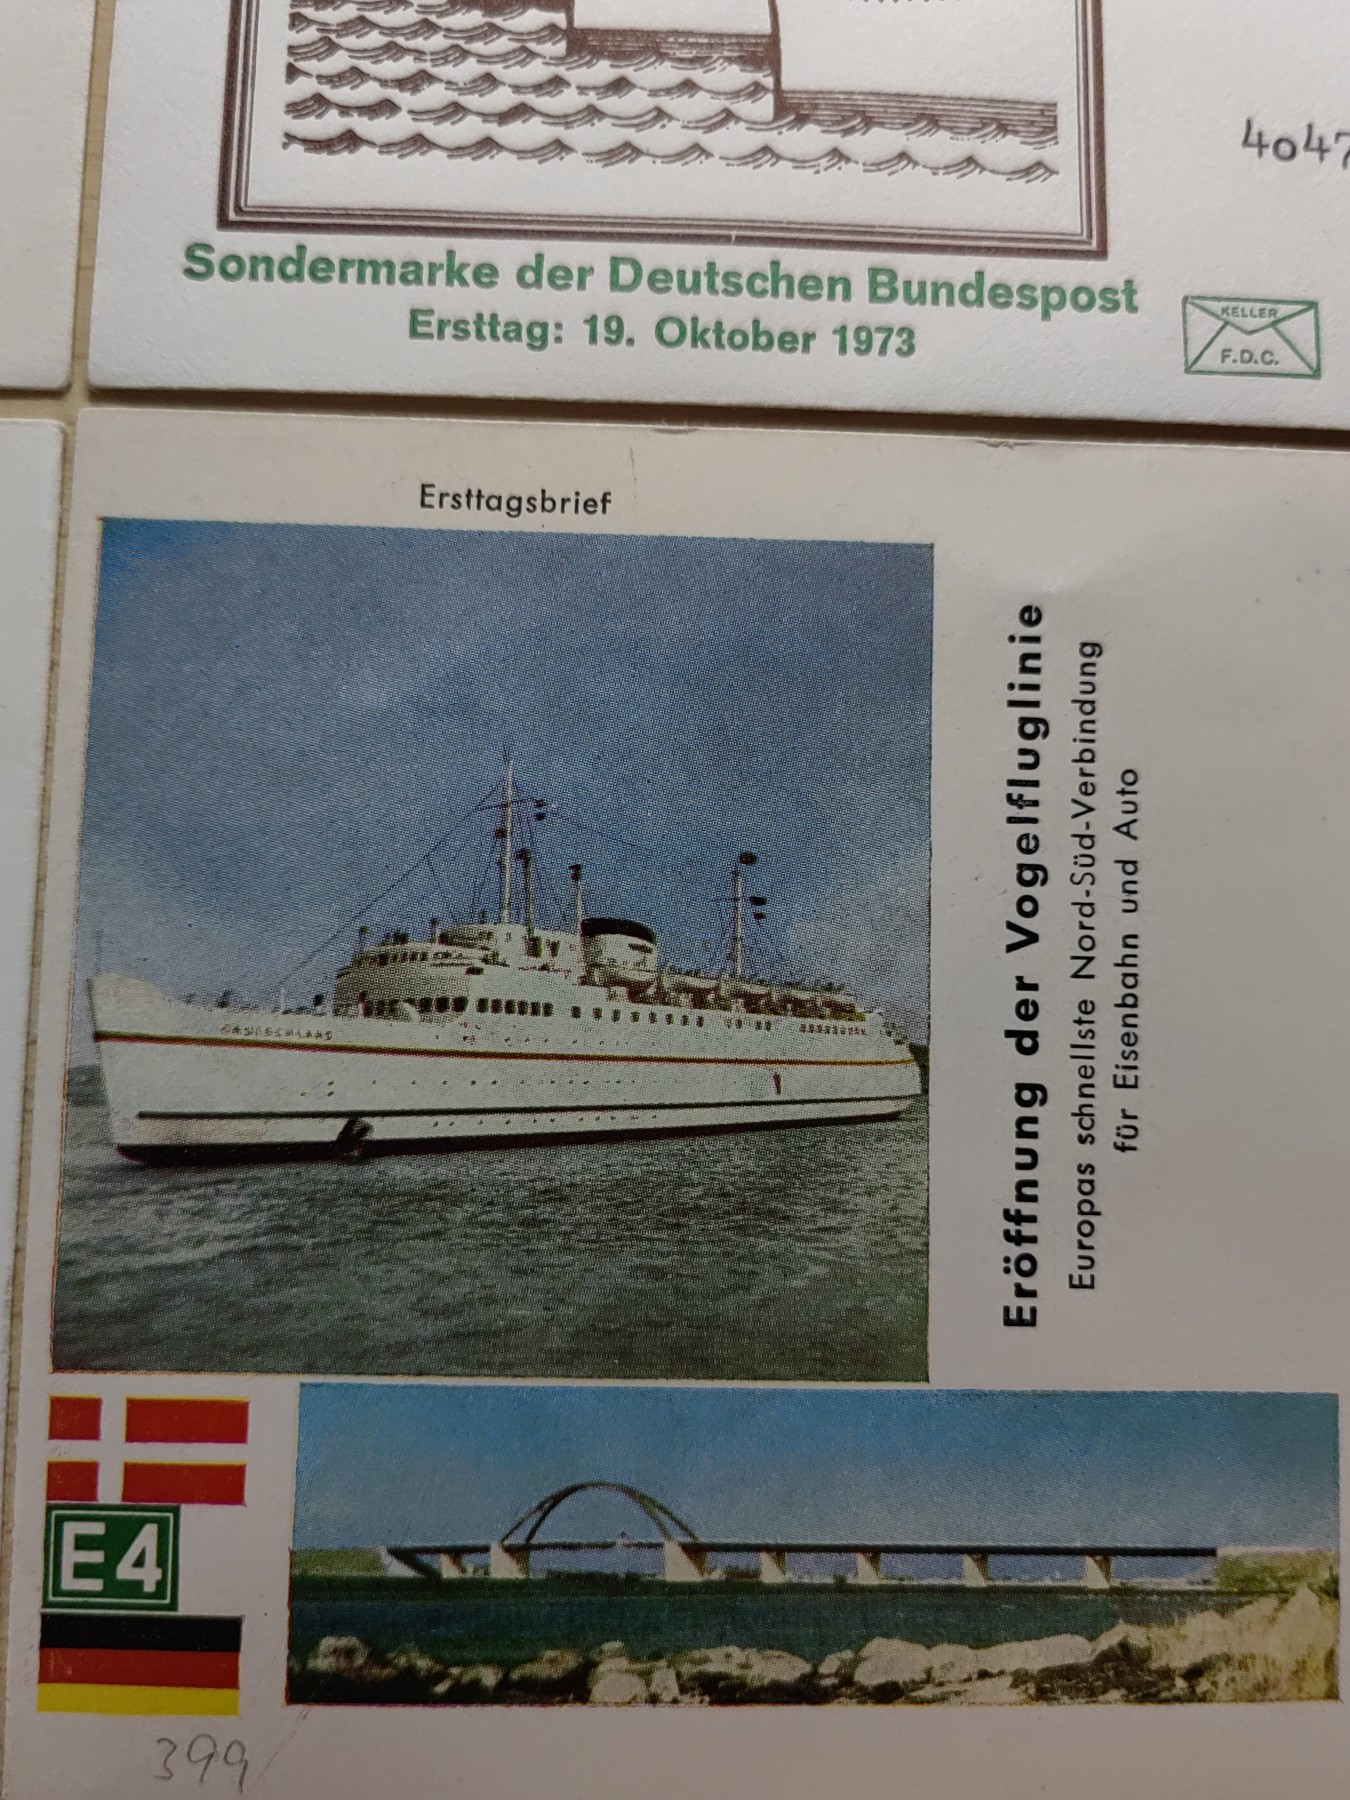 4047
Sondermarke der Deutschen Bundespost
Ersttag: 19. Oktober 1973
KELLER
F.D.C.
Ersttagsbrief
DEUTSCHLAND
Eröffnung der Vogelfluglinie
Europas schnellste Nord-Süd-Verbindung
für Eisenbahn und Auto
E4
399